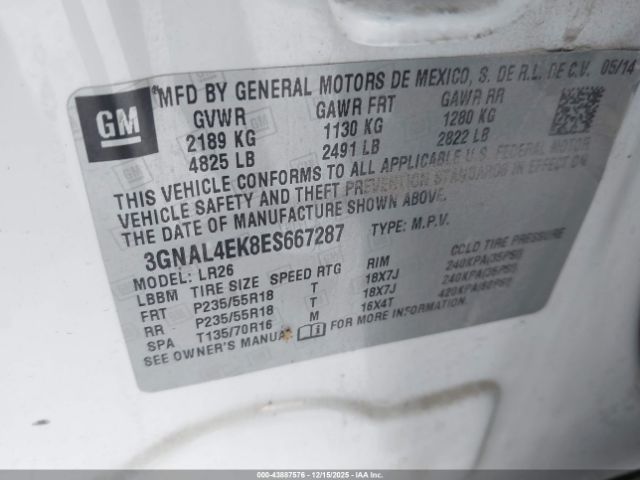 GM
MFD BY GENERAL MOTORS DE MEXICO, S. DE R.L. DE C.V. 05/14
GVWR GAWR FRT GAWR RR
2189 KG 1130 KG 1280 KG
4825 LB 2491 LB 2822 LB
THIS VEHICLE CONFORMS TO ALL APPLICABLE U.S. FEDERAL MOTOR
VEHICLE SAFETY AND THEFT PREVENTION STANDARDS IN EFFECT ON
THE DATE OF MANUFACTURE SHOWN ABOVE.
3GNAL4EK8ES667287 TYPE: M.P.V.
MODEL: LR26
LBBM TIRE SIZE SPEED RTG RIM COLD TIRE PRESSURE
FRT P235/55R18 T 18X7J 240KPA(35PSI)
RR P235/55R18 T 18X7J 240KPA(35PSI)
SPA T135/70R16 M 16X4T 420KPA(60PSI)
SEE OWNER'S MANUAL FOR MORE INFORMATION.
000-43887576 - 12/15/2025 - IAAI.COM